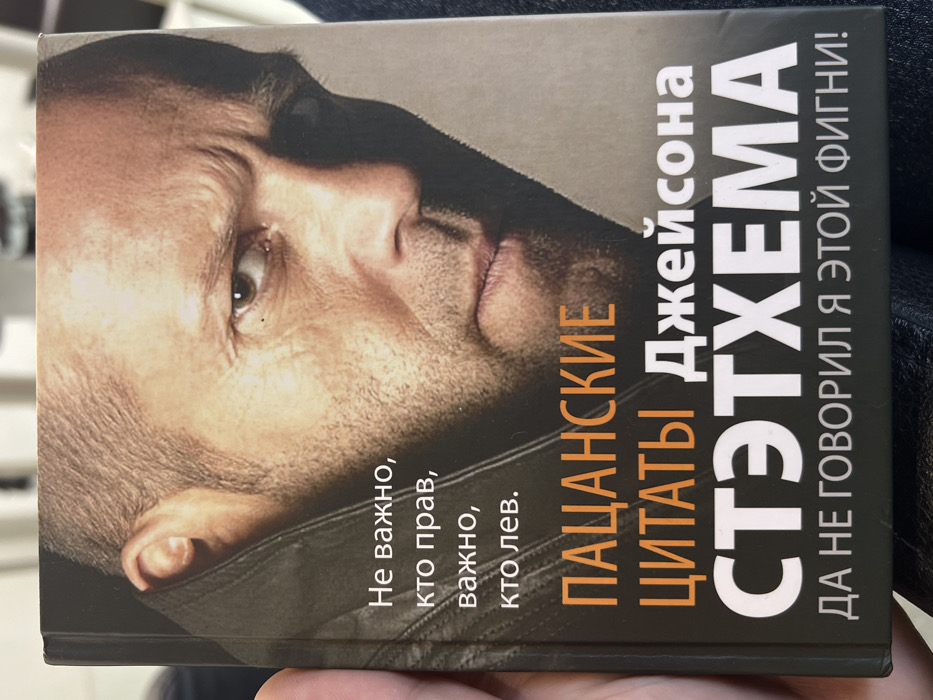 Не важно,
кто прав,
важно,
кто лев.
ПАЦАНСКИЕ
ЦИТАТЫ Джейсона
СТЭТХЕМА
ДА НЕ ГОВОРИЛ Я ЭТОЙ ФИГНИ!